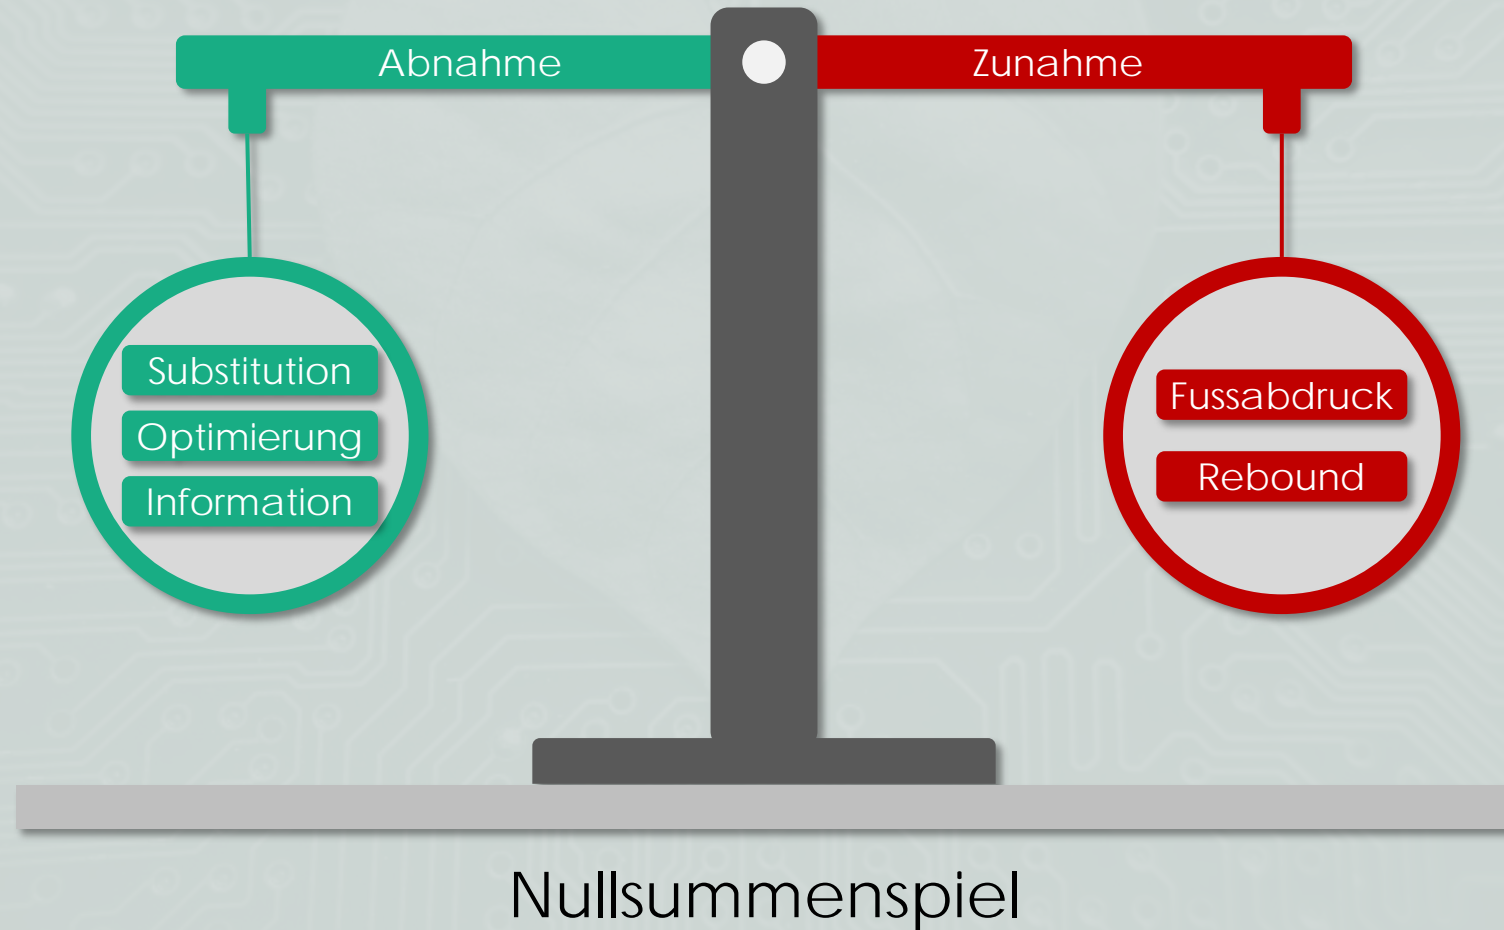 Abnahme
Zunahme
Substitution
Optimierung
Information
Fussabdruck
Rebound
Nullsummenspiel